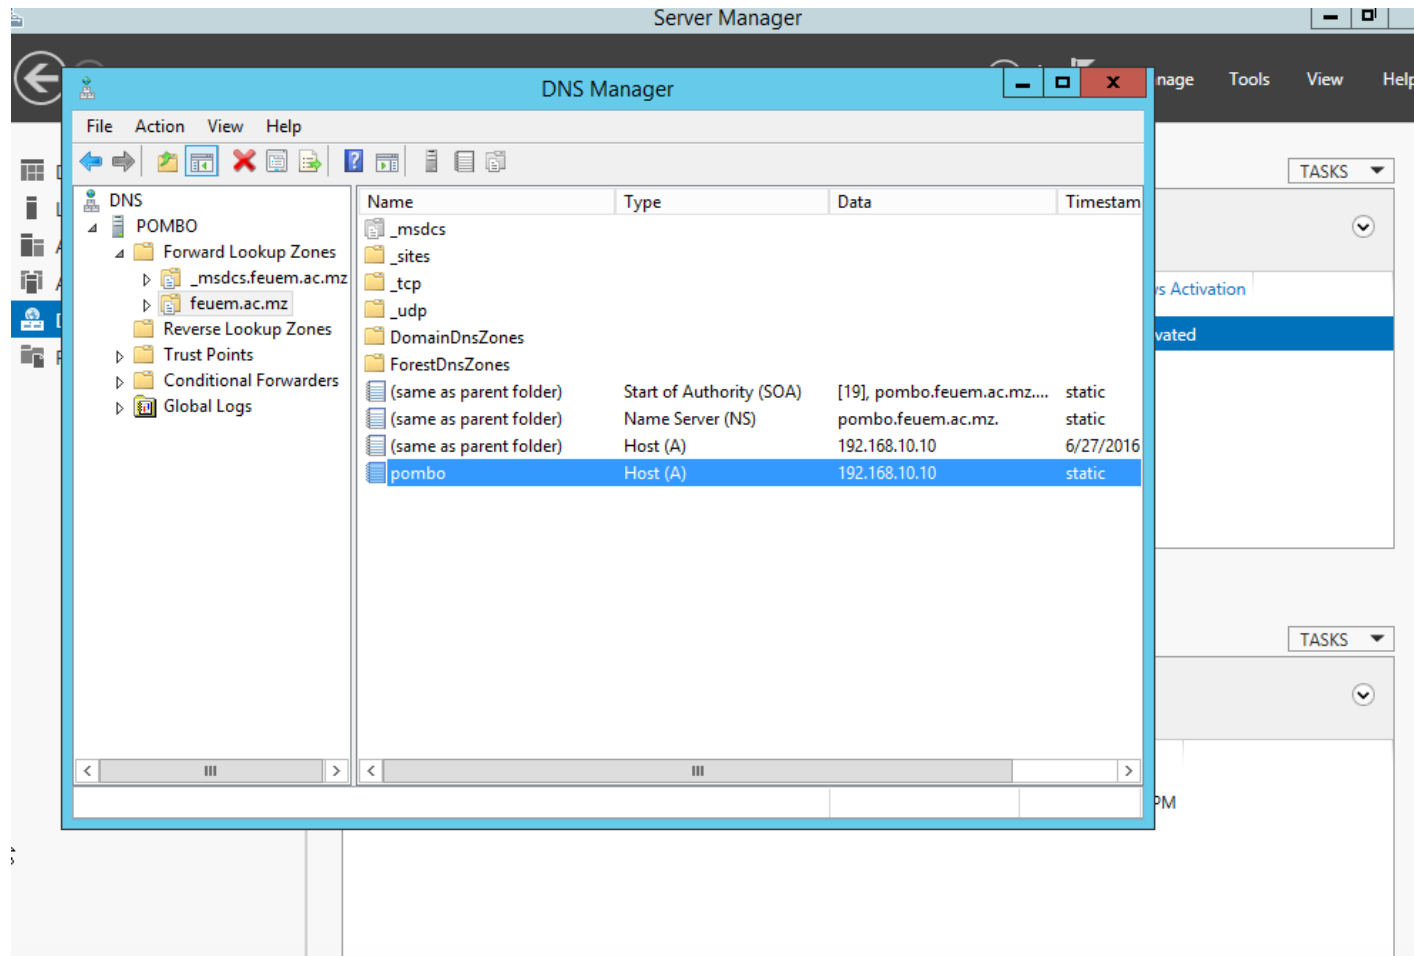 Server Manager
DNS Manager
nage Tools View Help
File Action View Help
TASKS
DNS
POMBO
Forward Lookup Zones
_msdcs.feuem.ac.mz
feuem.ac.mz
Reverse Lookup Zones
Trust Points
Conditional Forwarders
Global Logs
Name Type Data Timestam
_msdcs
_sites
_tcp
_udp
DomainDnsZones
ForestDnsZones
(same as parent folder) Start of Authority (SOA) [19], pombo.feuem.ac.mz.... static
(same as parent folder) Name Server (NS) pombo.feuem.ac.mz. static
(same as parent folder) Host (A) 192.168.10.10 6/27/2016
pombo Host (A) 192.168.10.10 static
s Activation
vated
TASKS
PM